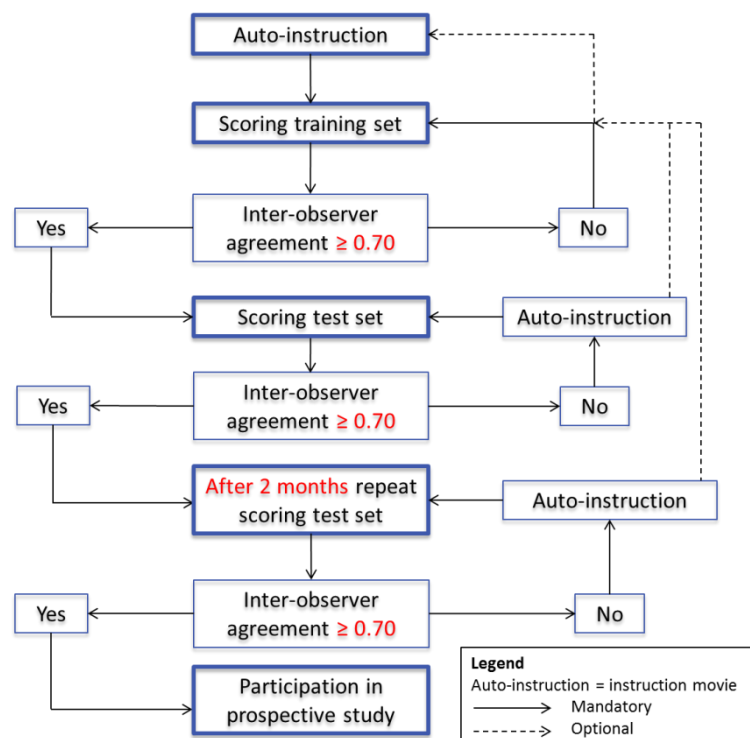 Auto-instruction
Scoring training set
Yes
Inter-observer
agreement ≥ 0.70
No
Scoring test set
Auto-instruction
Yes
Inter-observer
agreement ≥ 0.70
No
After 2 months repeat
scoring test set
Auto-instruction
Yes
Inter-observer
agreement ≥ 0.70
No
Participation in
prospective study
Legend
Auto-instruction = instruction movie
Mandatory
Optional